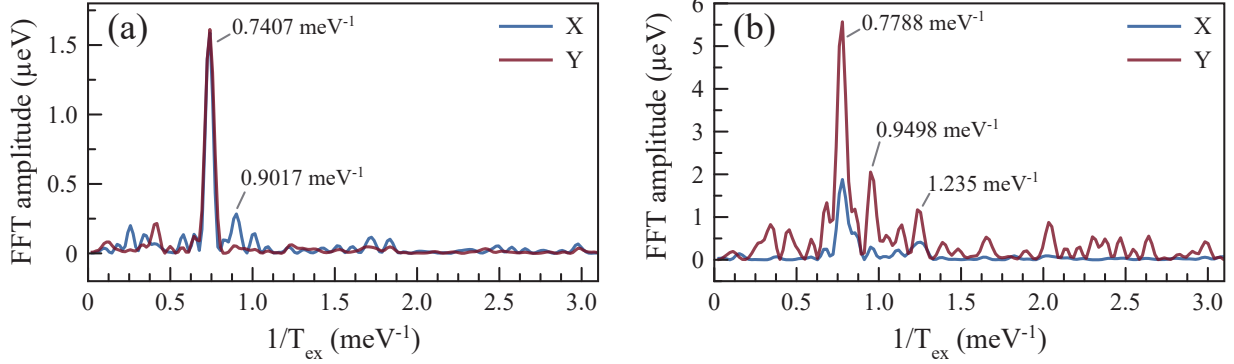 (a)
0.7407 meV⁻¹
0.9017 meV⁻¹
X
Y
FFT amplitude (µeV)
1.5
1.0
0.5
0
0 0.5 1.0 1.5 2.0 2.5 3.0
1/T_ex (meV⁻¹)
(b)
0.7788 meV⁻¹
0.9498 meV⁻¹
1.235 meV⁻¹
X
Y
FFT amplitude (µeV)
6
5
4
3
2
1
0
0 0.5 1.0 1.5 2.0 2.5 3.0
1/T_ex (meV⁻¹)